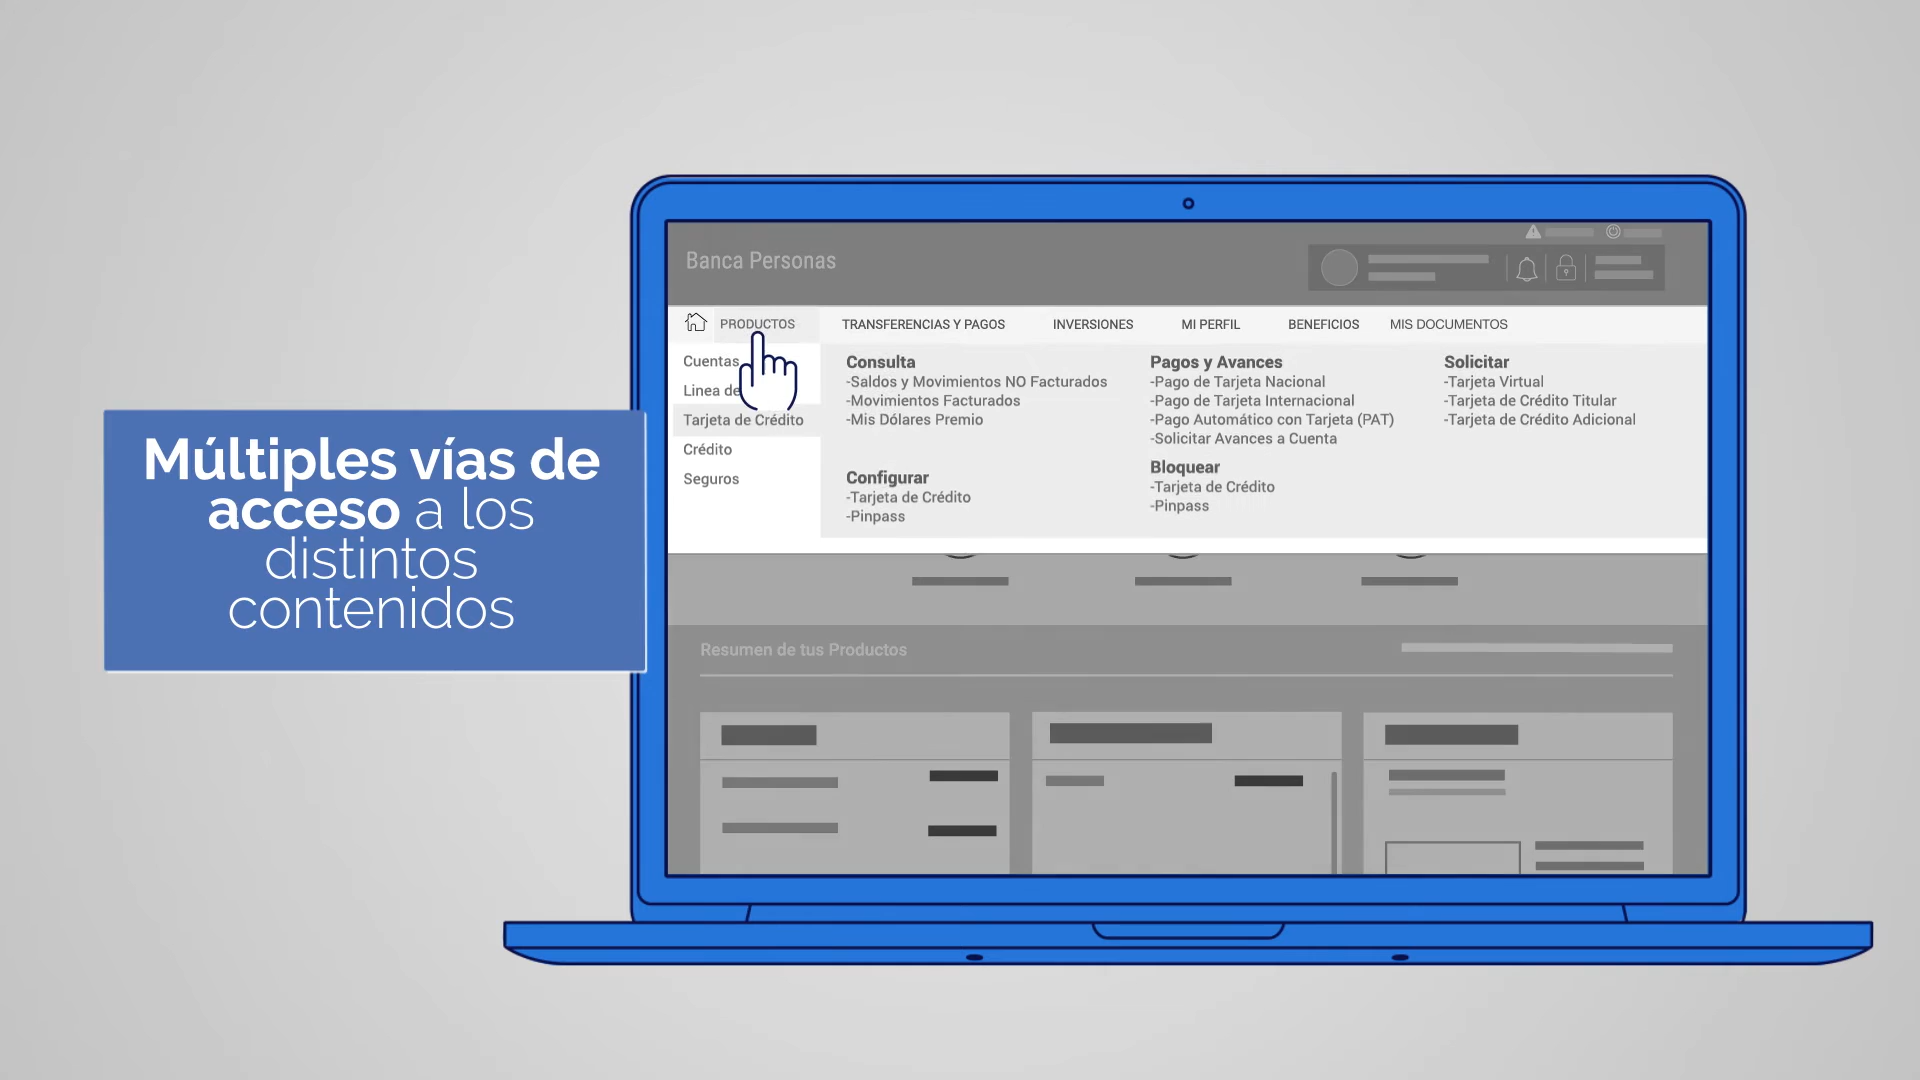 Múltiples vías de
acceso a los
distintos
contenidos
Banca Personas
PRODUCTOS TRANSFERENCIAS Y PAGOS INVERSIONES MI PERFIL BENEFICIOS MIS DOCUMENTOS
Cuentas
Linea de
Tarjeta de Crédito
Crédito
Seguros
Consulta
-Saldos y Movimientos NO Facturados
-Movimientos Facturados
-Mis Dólares Premio
Configurar
-Tarjeta de Crédito
-Pinpass
Pagos y Avances
-Pago de Tarjeta Nacional
-Pago de Tarjeta Internacional
-Pago Automático con Tarjeta (PAT)
-Solicitar Avances a Cuenta
Bloquear
-Tarjeta de Crédito
-Pinpass
Solicitar
-Tarjeta Virtual
-Tarjeta de Crédito Titular
-Tarjeta de Crédito Adicional
Resumen de tus Productos